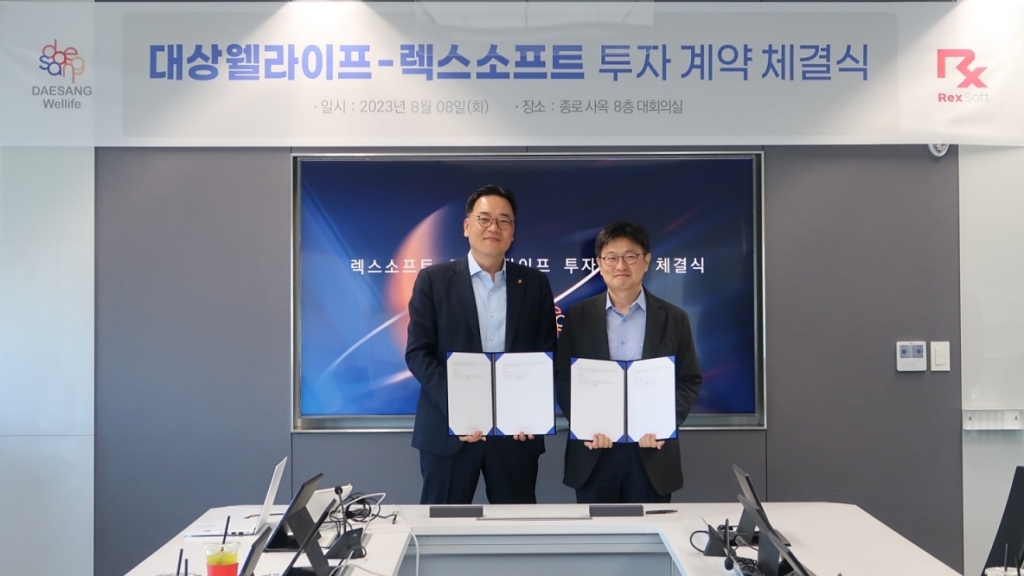 daesang
DAESANG
Wellife
대상웰라이프-렉스소프트 투자 계약 체결식
· 일시 : 2023년 8월 08일(화) · 장소 : 종로 사옥 8층 대회의실
Rx
RexSoft
렉스소프트 라이프 투자 체결식